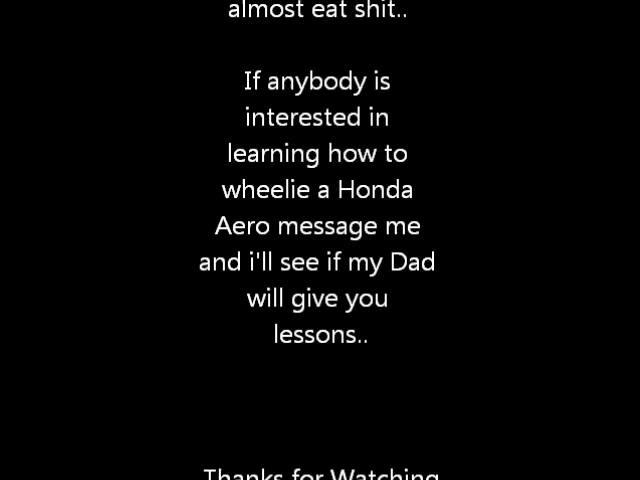 almost eat shit..
If anybody is
interested in
learning how to
wheelie a Honda
Aero message me
and i'll see if my Dad
will give you
lessons..
Thanks for Watching